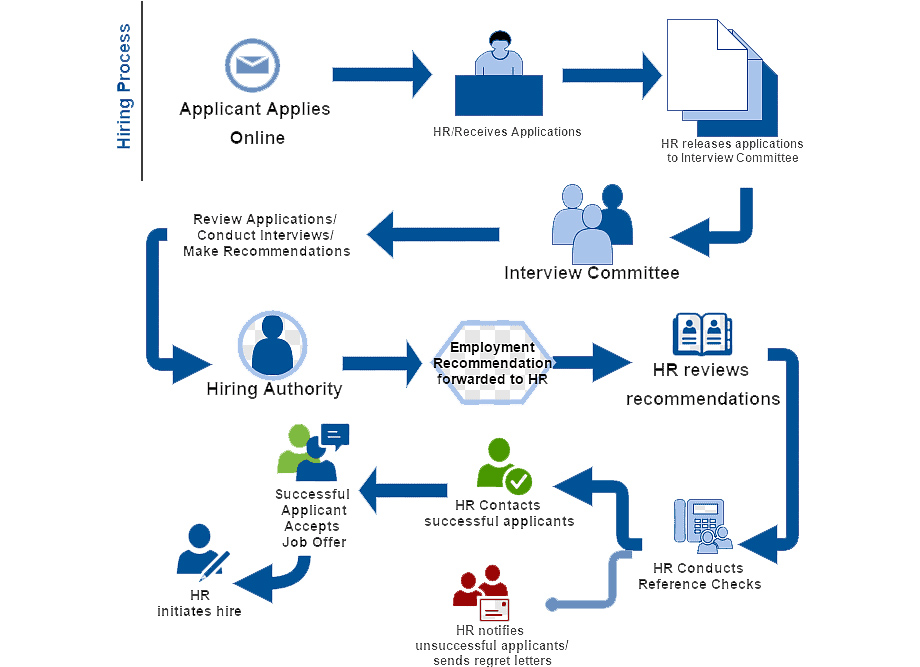 Hiring Process
Applicant Applies
Online
HR/Receives Applications
HR releases applications
to Interview Committee
Review Applications/
Conduct Interviews/
Make Recommendations
Interview Committee
Hiring Authority
Employment
Recommendation
forwarded to HR
HR reviews
recommendations
Successful
Applicant
Accepts
Job Offer
HR Contacts
successful applicants
HR Conducts
Reference Checks
HR
initiates hire
HR notifies
unsuccessful applicants/
sends regret letters